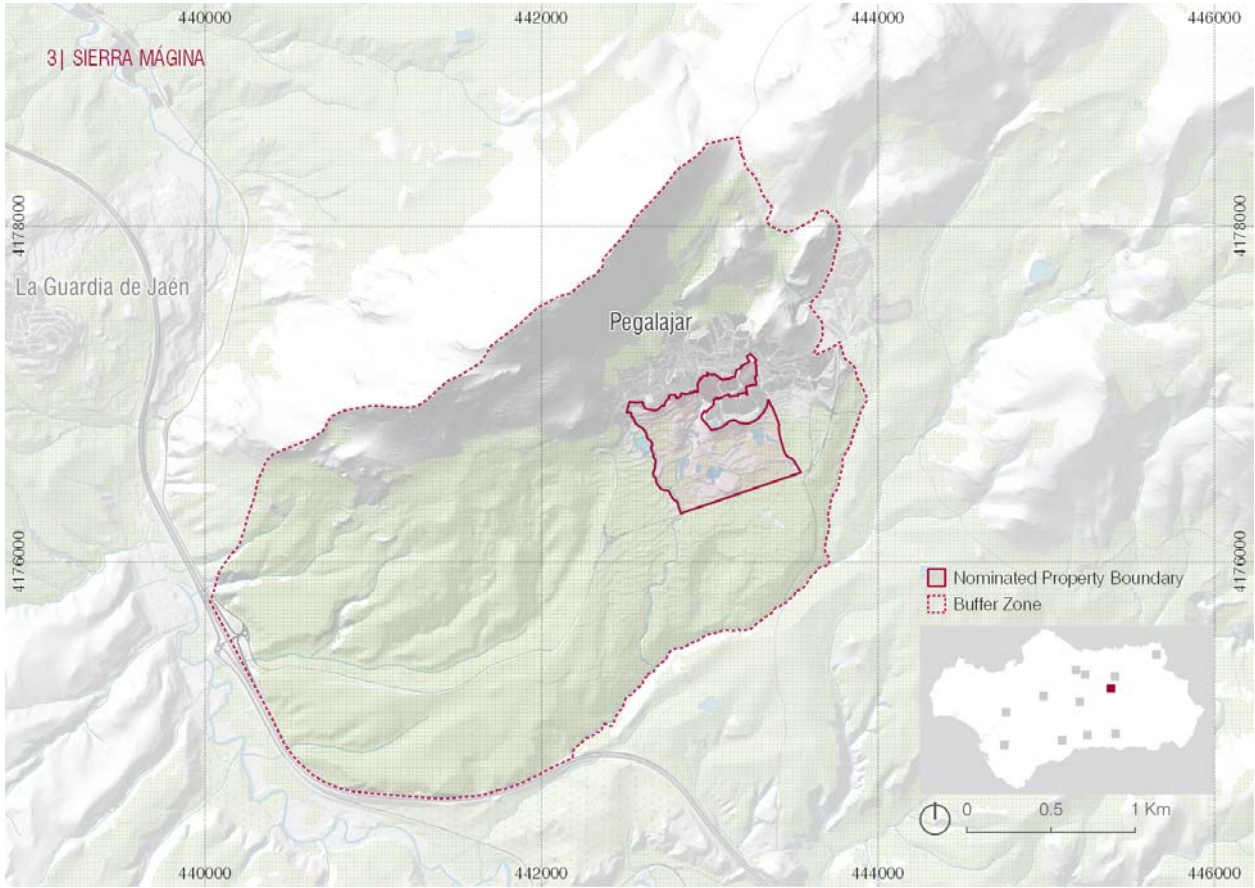 440000
442000
444000
446000
3| SIERRA MÁGINA
4178000
4178000
La Guardia de Jaén
Pegalajar
4176000
4176000
Nominated Property Boundary
Buffer Zone
0 0.5 1 Km
440000
442000
444000
446000